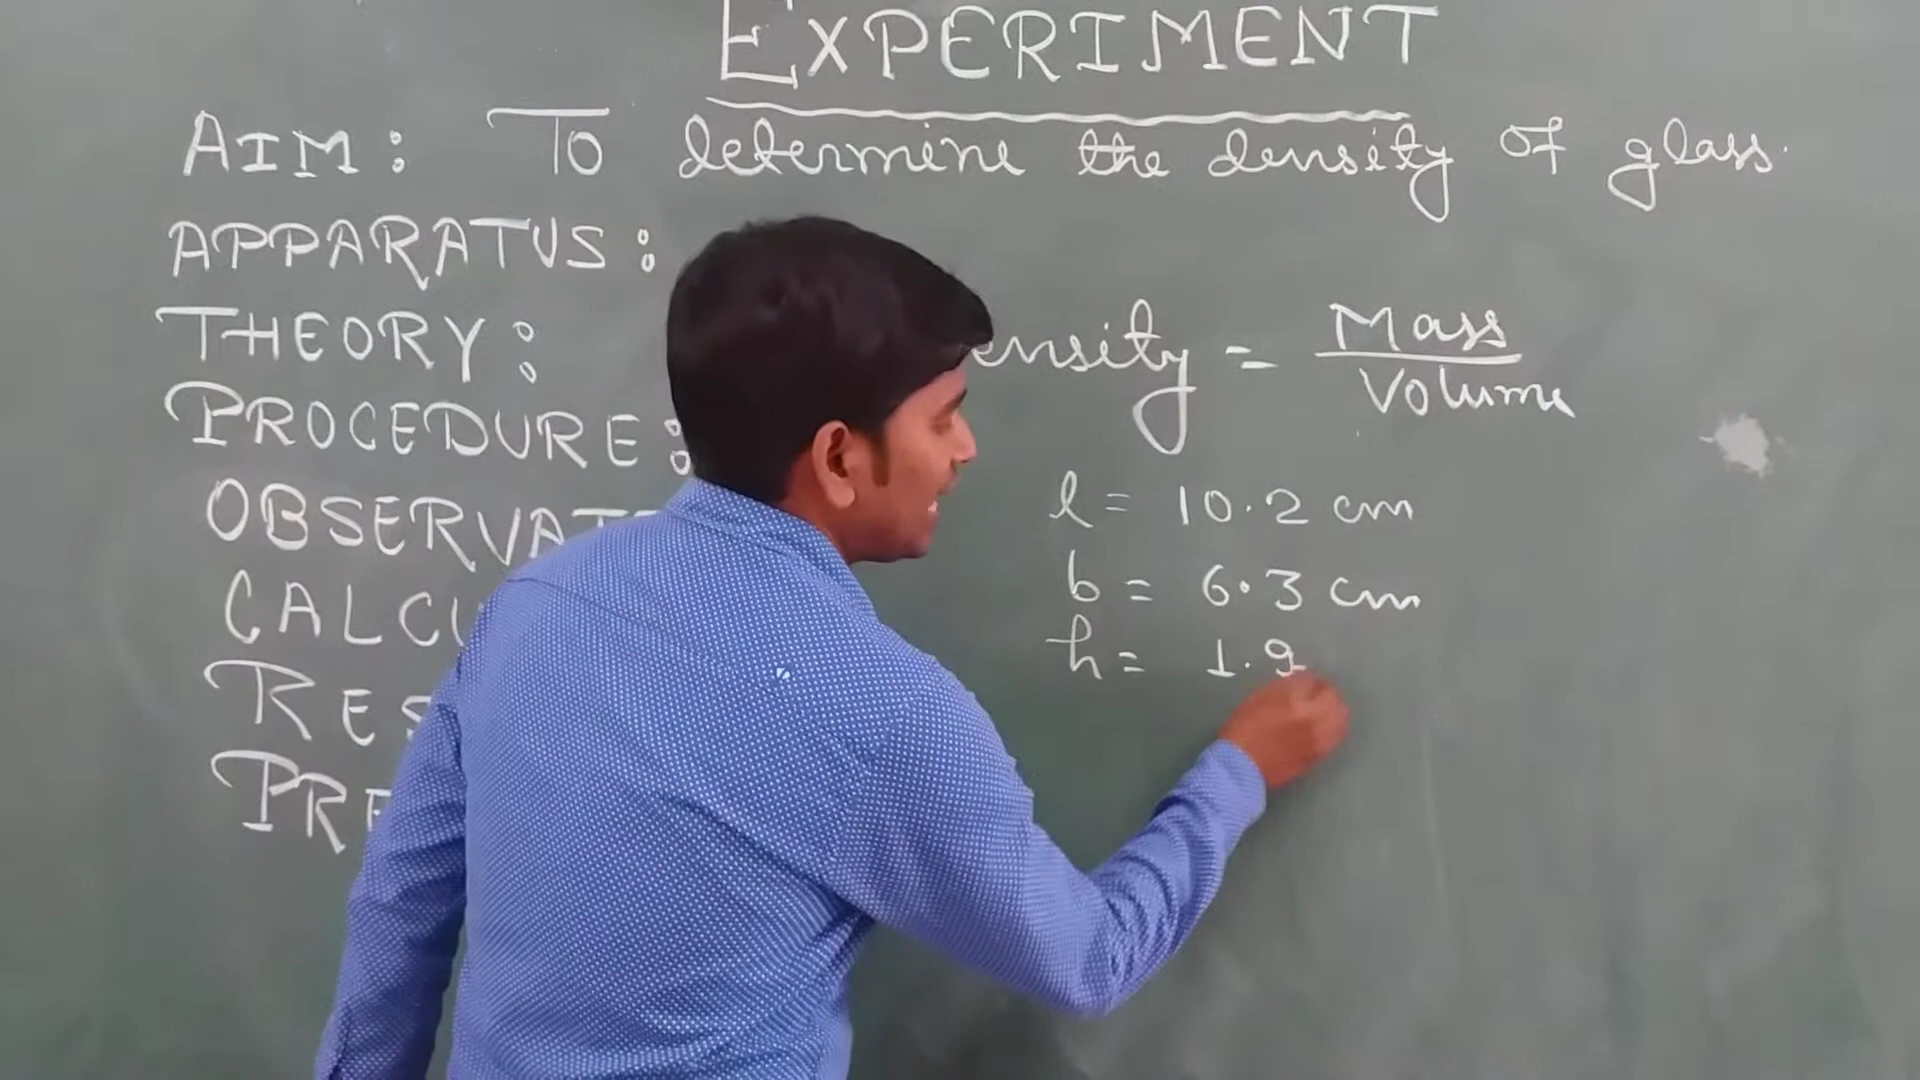 EXPERIMENT
AIM: To determine the density of glass.
APPARATUS:
THEORY: ensity = Mass / Volume
PROCEDURE:
l = 10.2 cm
OBSERVAT
b = 6.3 cm
CALCU
h = 1.9
RES
PRE